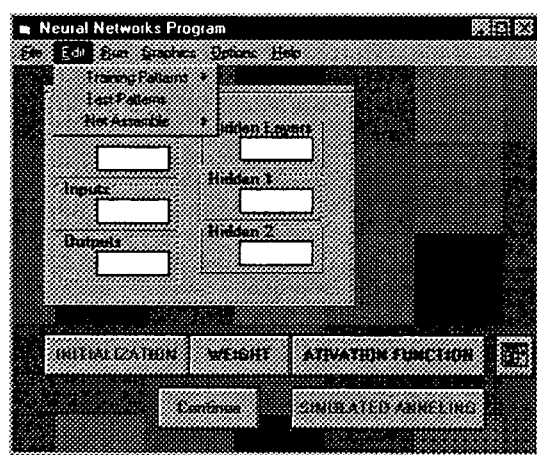 Neural Networks Program
File Edit Run Graphics Options Help
Training Patterns
Test Patterns
Net Assemble
Hidden Layers
Inputs
Hidden 1
Outputs
Hidden 2
INITIALIZATION WEIGHT ATIVATION FUNCTION
Continue SIMULATED ANNELING